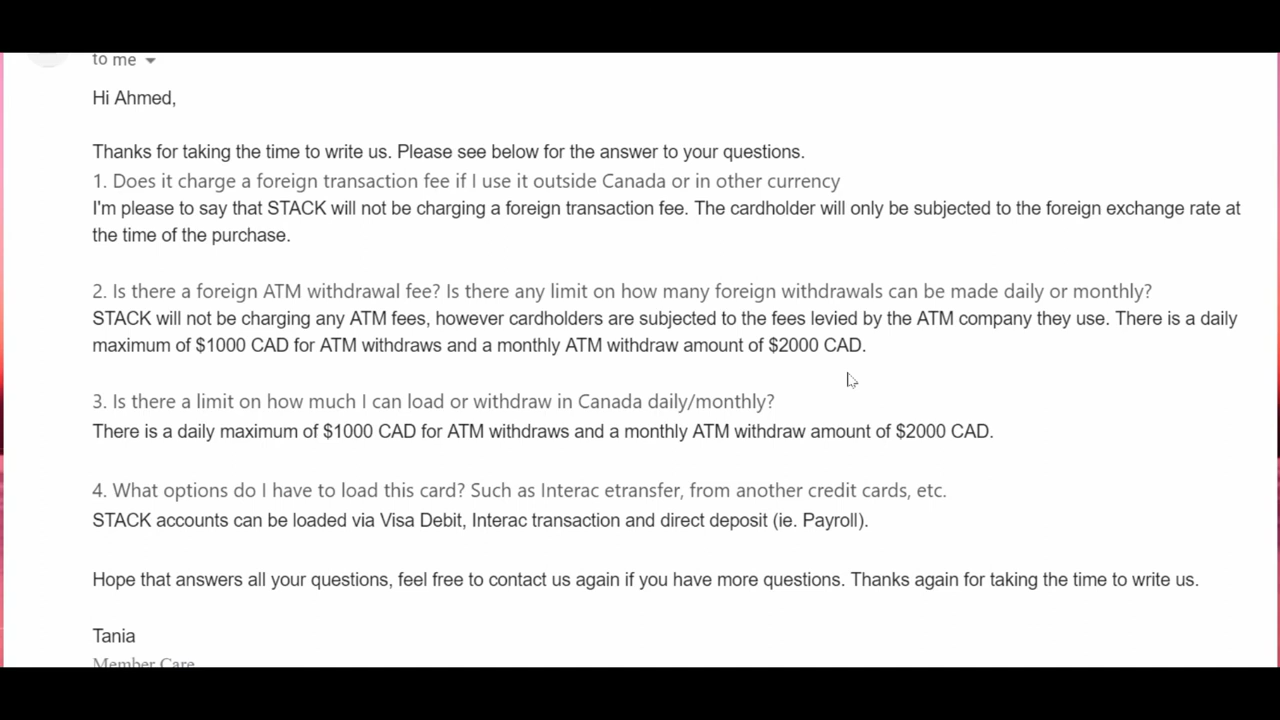 to me
Hi Ahmed,
Thanks for taking the time to write us. Please see below for the answer to your questions.
1. Does it charge a foreign transaction fee if I use it outside Canada or in other currency
I'm please to say that STACK will not be charging a foreign transaction fee. The cardholder will only be subjected to the foreign exchange rate at
the time of the purchase.
2. Is there a foreign ATM withdrawal fee? Is there any limit on how many foreign withdrawals can be made daily or monthly?
STACK will not be charging any ATM fees, however cardholders are subjected to the fees levied by the ATM company they use. There is a daily
maximum of $1000 CAD for ATM withdraws and a monthly ATM withdraw amount of $2000 CAD.
3. Is there a limit on how much I can load or withdraw in Canada daily/monthly?
There is a daily maximum of $1000 CAD for ATM withdraws and a monthly ATM withdraw amount of $2000 CAD.
4. What options do I have to load this card? Such as Interac etransfer, from another credit cards, etc.
STACK accounts can be loaded via Visa Debit, Interac transaction and direct deposit (ie. Payroll).
Hope that answers all your questions, feel free to contact us again if you have more questions. Thanks again for taking the time to write us.
Tania
Member Care